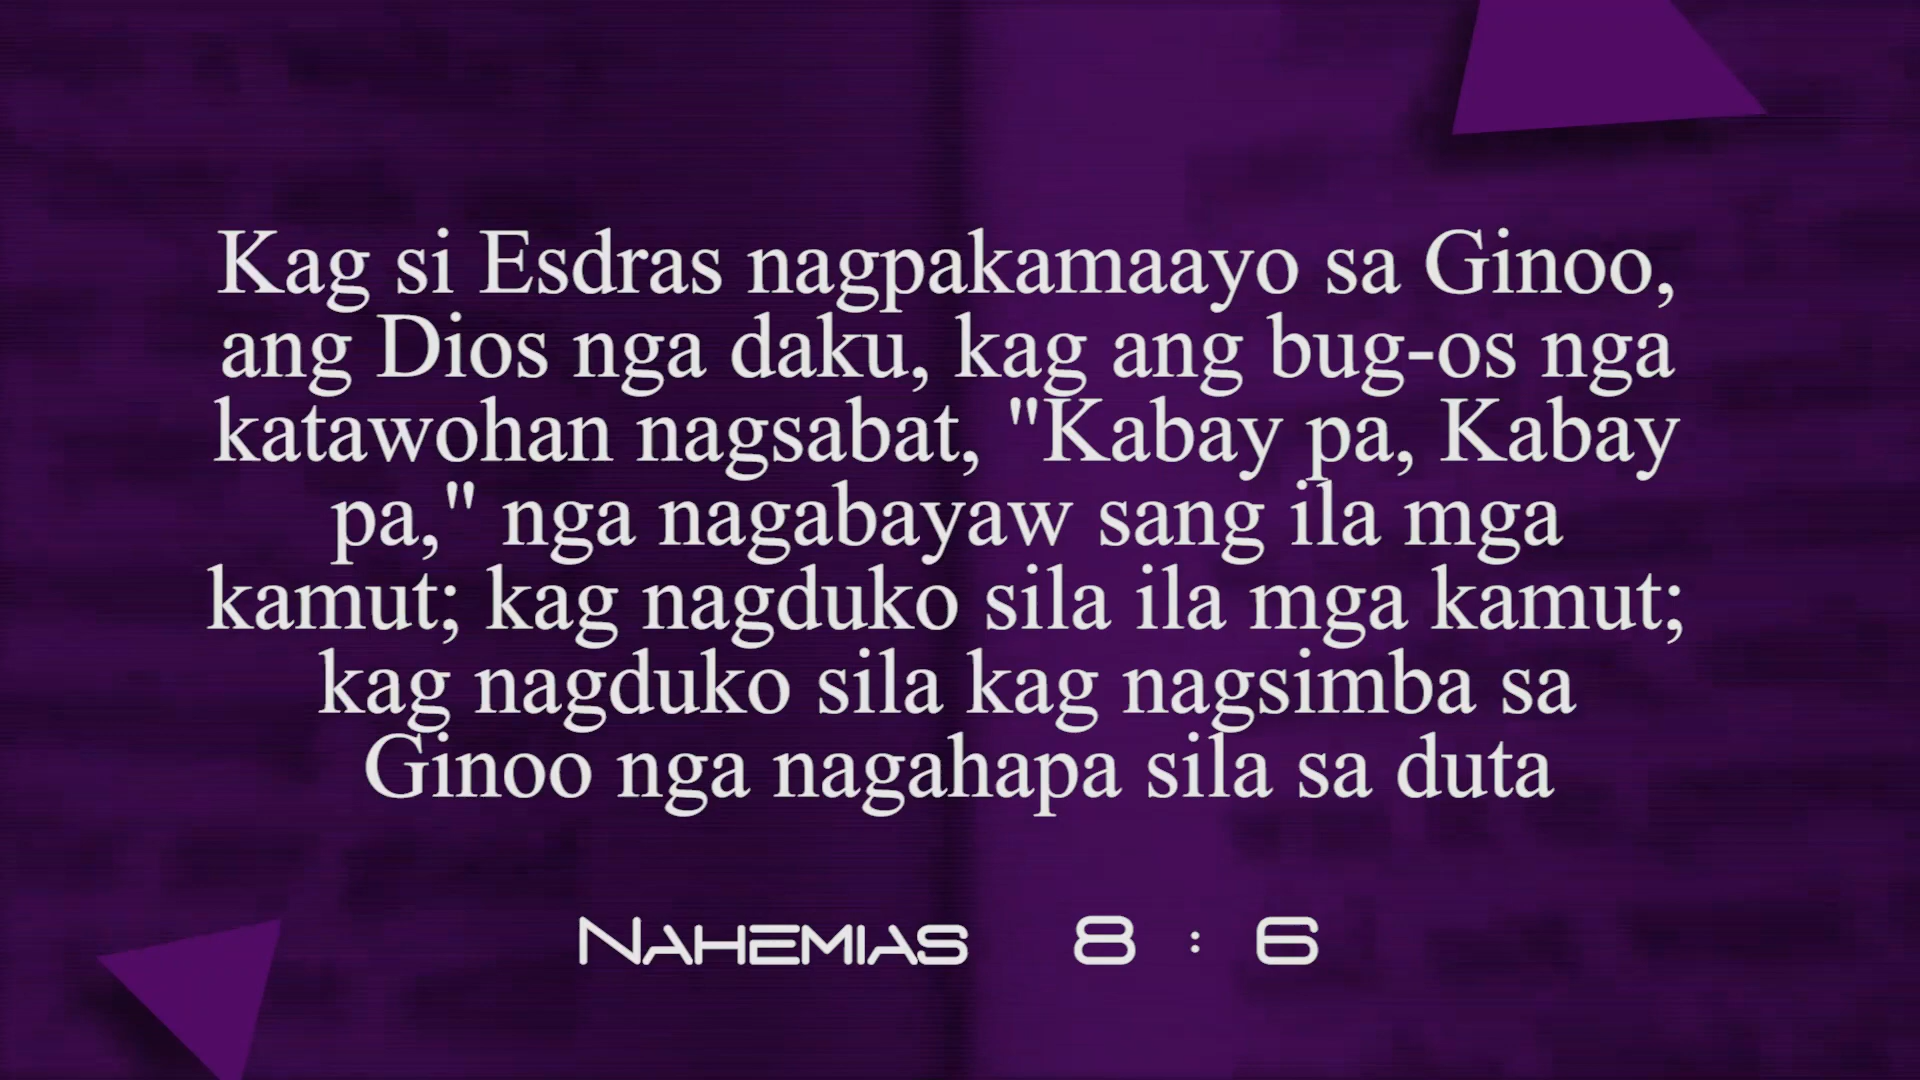 Kag si Esdras nagpakamaayo sa Ginoo,
ang Dios nga daku, kag ang bug-os nga
katawohan nagsabat, "Kabay pa, Kabay
pa," nga nagabayaw sang ila mga
kamut; kag nagduko sila ila mga kamut;
kag nagduko sila kag nagsimba sa
Ginoo nga nagahapa sila sa duta
Nahemias 8 : 6